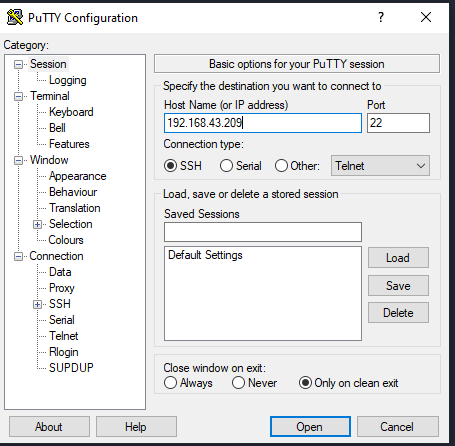 PuTTY Configuration
?
Category:
Session
Logging
Terminal
Keyboard
Bell
Features
Window
Appearance
Behaviour
Translation
Selection
Colours
Connection
Data
Proxy
SSH
Serial
Telnet
Rlogin
SUPDUP
Basic options for your PuTTY session
Specify the destination you want to connect to
Host Name (or IP address) Port
192.168.43.209 22
Connection type:
SSH Serial Other: Telnet
Load, save or delete a stored session
Saved Sessions
Default Settings
Load
Save
Delete
Close window on exit:
Always Never Only on clean exit
About Help Open Cancel